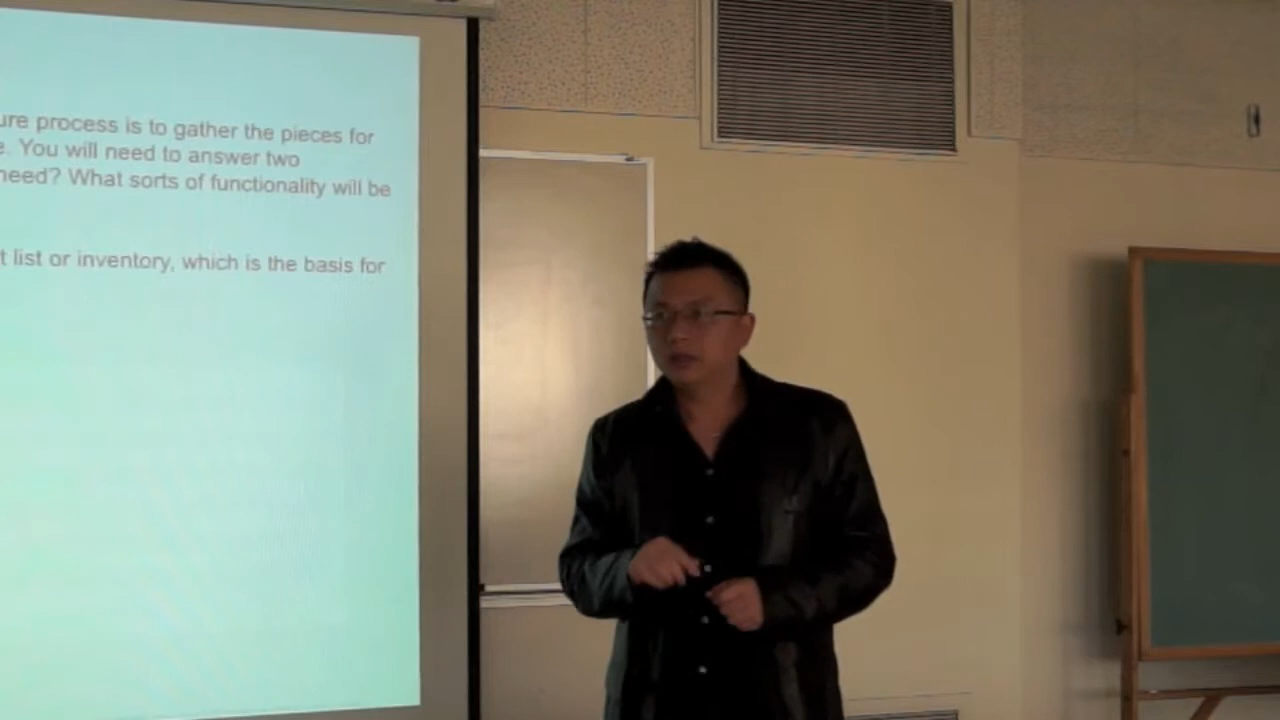 ure process is to gather the pieces for
e. You will need to answer two
need? What sorts of functionality will be
t list or inventory, which is the basis for